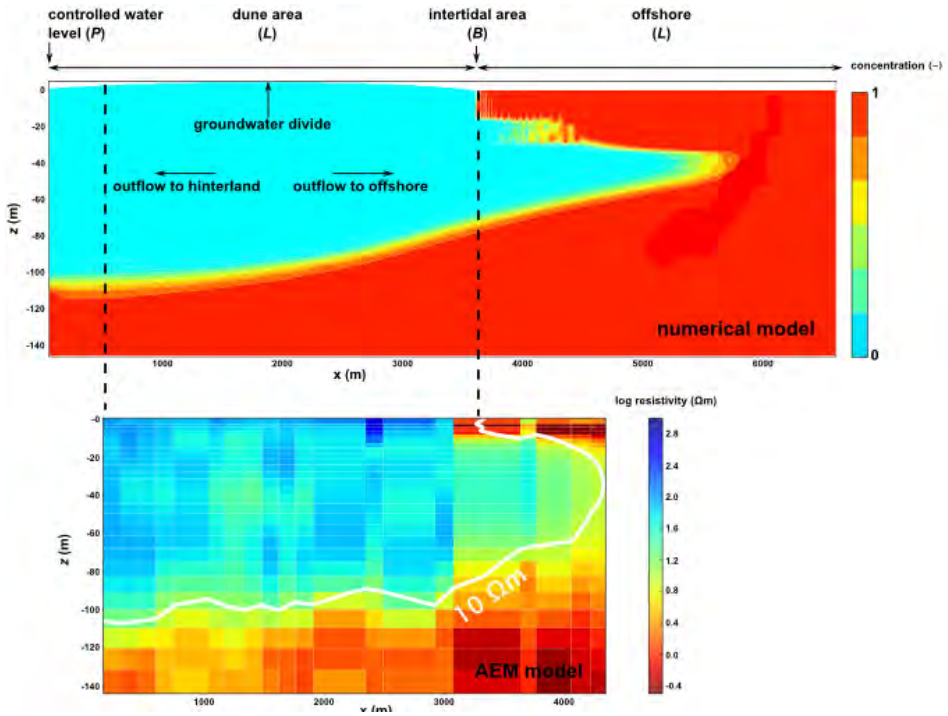 controlled water level (P)
dune area (L)
intertidal area (B)
offshore (L)
concentration (–)
1
0
groundwater divide
outflow to hinterland
outflow to offshore
numerical model
z (m)
0
-20
-40
-60
-80
-100
-120
-140
1000
2000
3000
4000
5000
6000
x (m)
log resistivity (Ωm)
2.8
2.4
2.0
1.6
1.2
0.8
0.4
0.0
-0.4
z (m)
-0
-20
-40
-60
-80
-100
-120
-140
10 Ωm
AEM model
1000
2000
3000
4000
x (m)